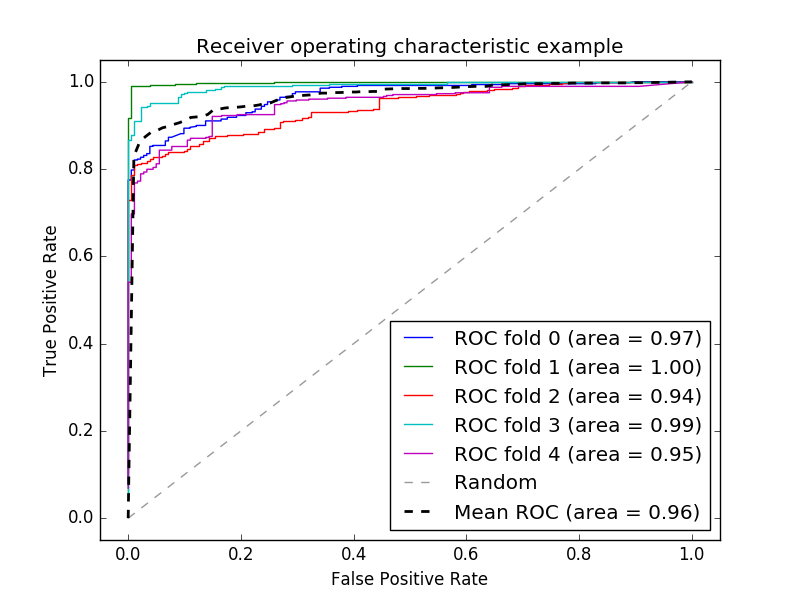 Receiver operating characteristic example
1.0
0.8
0.6
0.4
0.2
0.0
True Positive Rate
ROC fold 0 (area = 0.97)
ROC fold 1 (area = 1.00)
ROC fold 2 (area = 0.94)
ROC fold 3 (area = 0.99)
ROC fold 4 (area = 0.95)
Random
Mean ROC (area = 0.96)
0.0 0.2 0.4 0.6 0.8 1.0
False Positive Rate